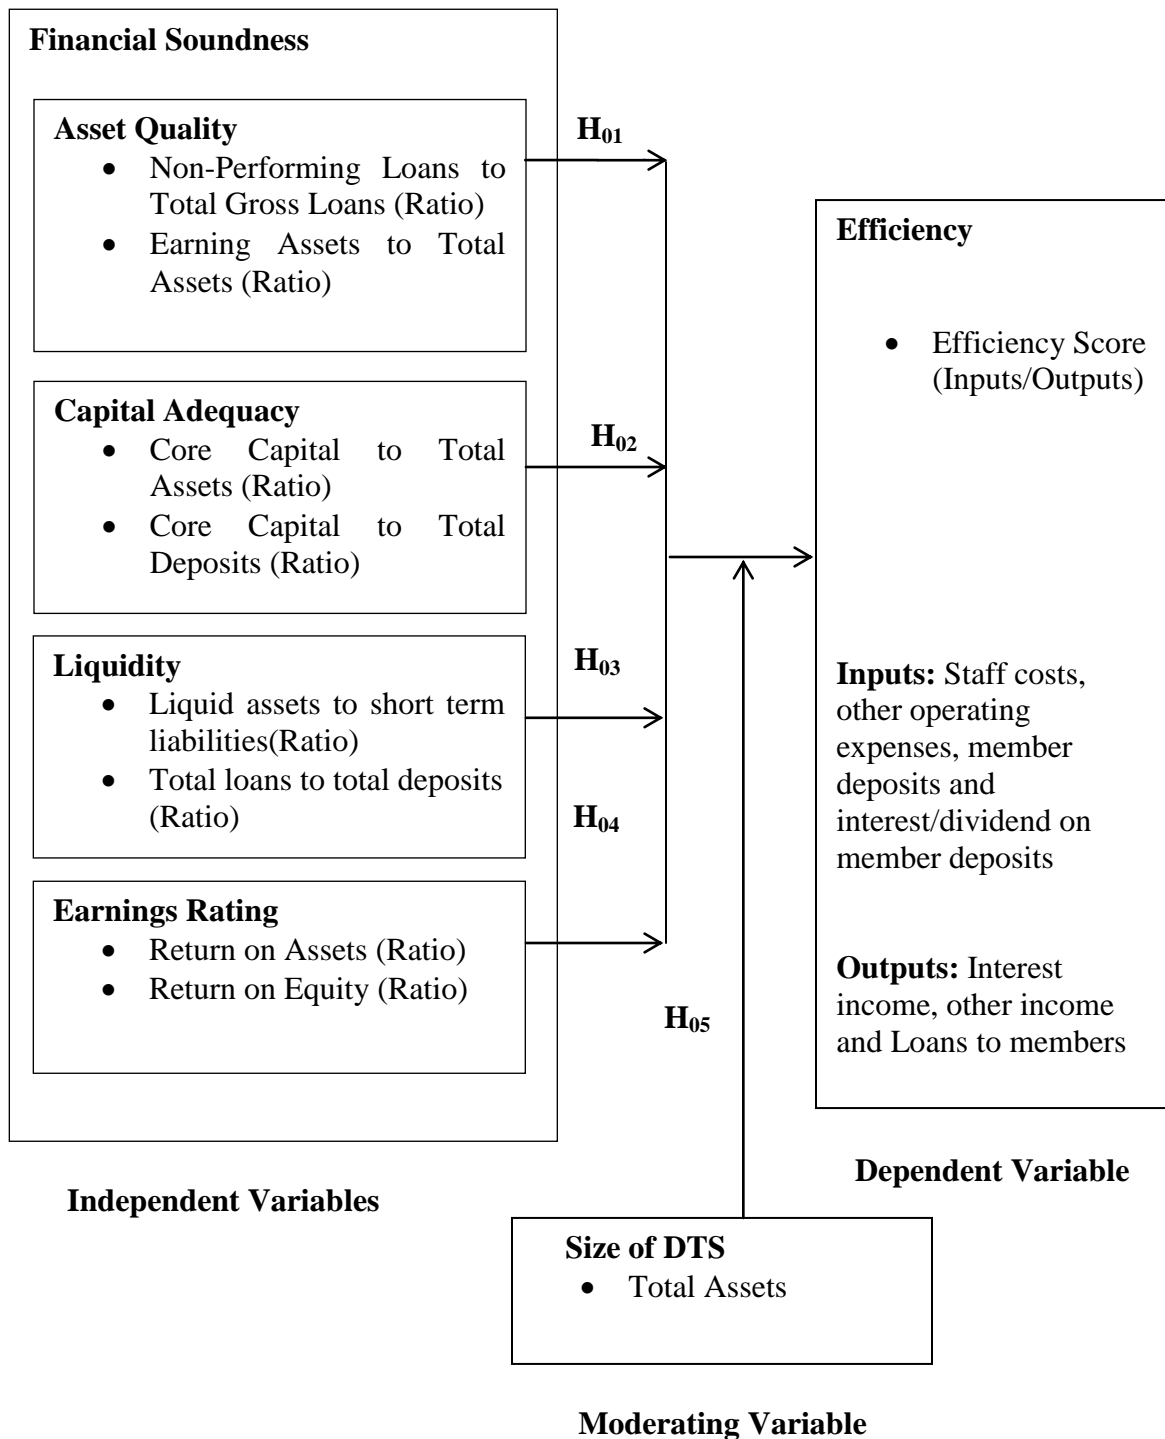 Financial Soundness
Asset Quality
• Non-Performing Loans to
Total Gross Loans (Ratio)
• Earning Assets to Total
Assets (Ratio)
H01
Capital Adequacy
• Core Capital to Total
Assets (Ratio)
• Core Capital to Total
Deposits (Ratio)
H02
Liquidity
• Liquid assets to short term
liabilities(Ratio)
• Total loans to total deposits
(Ratio)
H03
H04
Earnings Rating
• Return on Assets (Ratio)
• Return on Equity (Ratio)
H05
Efficiency
• Efficiency Score
(Inputs/Outputs)
Inputs: Staff costs,
other operating
expenses, member
deposits and
interest/dividend on
member deposits
Outputs: Interest
income, other income
and Loans to members
Independent Variables
Dependent Variable
Size of DTS
• Total Assets
Moderating Variable